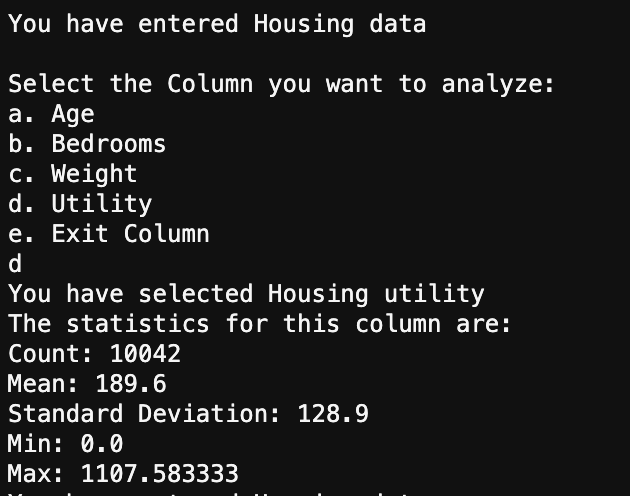 You have entered Housing data
Select the Column you want to analyze:
a. Age
b. Bedrooms
c. Weight
d. Utility
e. Exit Column
d
You have selected Housing utility
The statistics for this column are:
Count: 10042
Mean: 189.6
Standard Deviation: 128.9
Min: 0.0
Max: 1107.583333